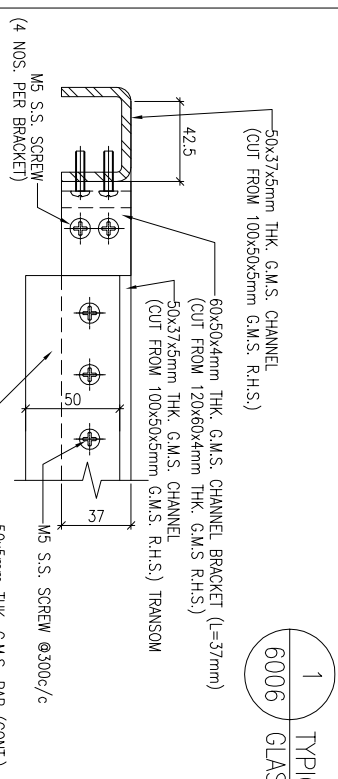 50x37x5mm THK. G.M.S. CHANNEL
(CUT FROM 100x50x5mm G.M.S. R.H.S.)
42.5
60x50x4mm THK. G.M.S. CHANNEL BRACKET (L=37mm)
(CUT FROM 120x60x4mm THK. G.M.S R.H.S.)
50x37x5mm THK. G.M.S. CHANNEL
(CUT FROM 100x50x5mm G.M.S. R.H.S.) TRANSOM
M5 S.S. SCREW
(4 NOS. PER BRACKET)
50
37
M5 S.S. SCREW @300c/c
50x5mm THK. G.M.S. BAR (CONT.)
1
6006
GLAS